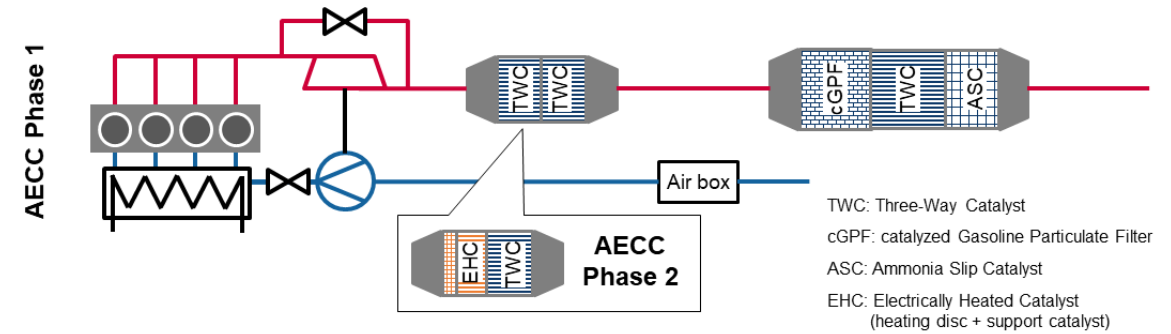 AECC Phase 1
TWC
TWC
cGPF
TWC
ASC
Air box
EHC
TWC
AECC
Phase 2
TWC: Three-Way Catalyst
cGPF: catalyzed Gasoline Particulate Filter
ASC: Ammonia Slip Catalyst
EHC: Electrically Heated Catalyst
(heating disc + support catalyst)